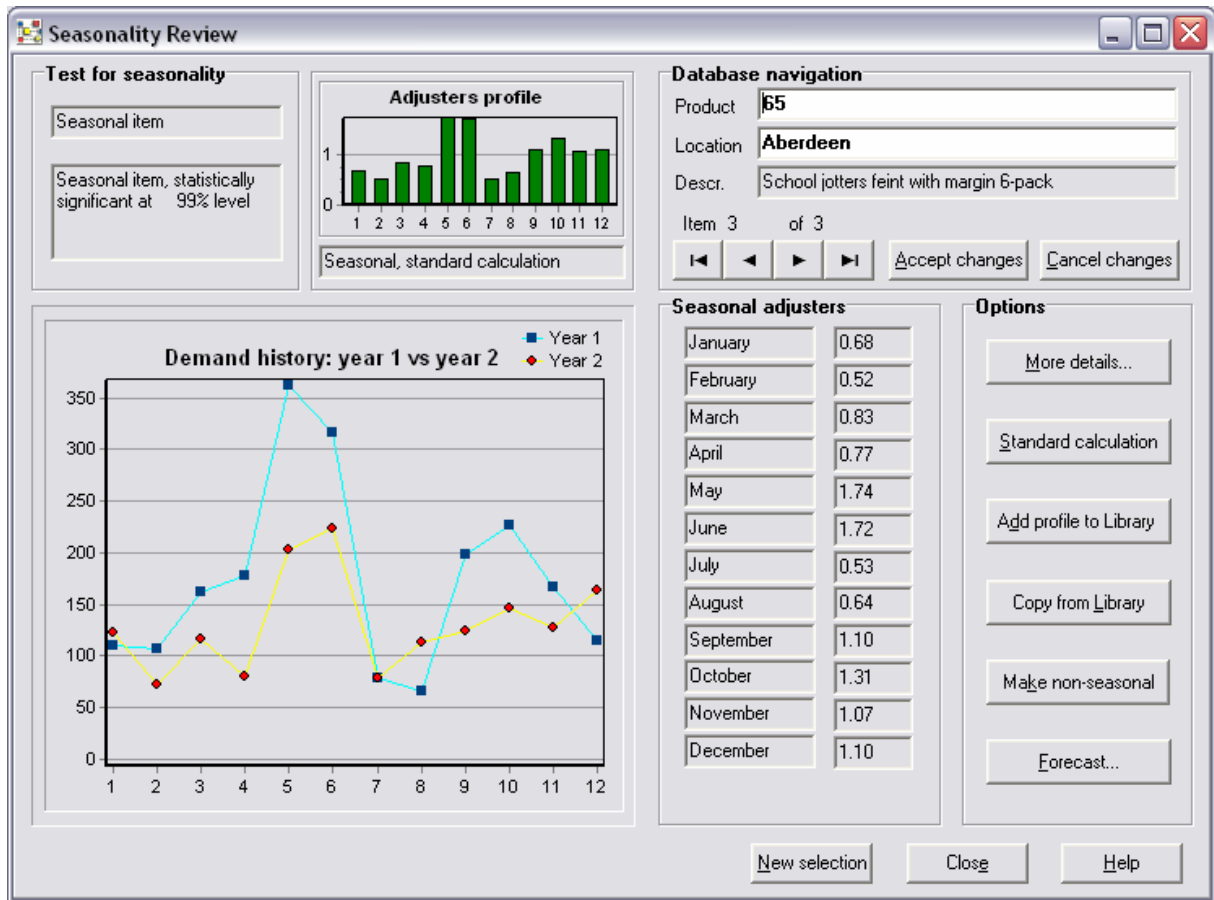 Seasonality Review
Test for seasonality
Seasonal item
Seasonal item, statistically
significant at 99% level
Adjusters profile
1
0
1 2 3 4 5 6 7 8 9 10 11 12
Seasonal, standard calculation
Database navigation
Product 65
Location Aberdeen
Descr. School jotters feint with margin 6-pack
Item 3 of 3
Accept changes
Cancel changes
Demand history: year 1 vs year 2
Year 1
Year 2
350
300
250
200
150
100
50
0
1 2 3 4 5 6 7 8 9 10 11 12
Seasonal adjusters
January 0.68
February 0.52
March 0.83
April 0.77
May 1.74
June 1.72
July 0.53
August 0.64
September 1.10
October 1.31
November 1.07
December 1.10
Options
More details...
Standard calculation
Add profile to Library
Copy from Library
Make non-seasonal
Forecast...
New selection
Close
Help